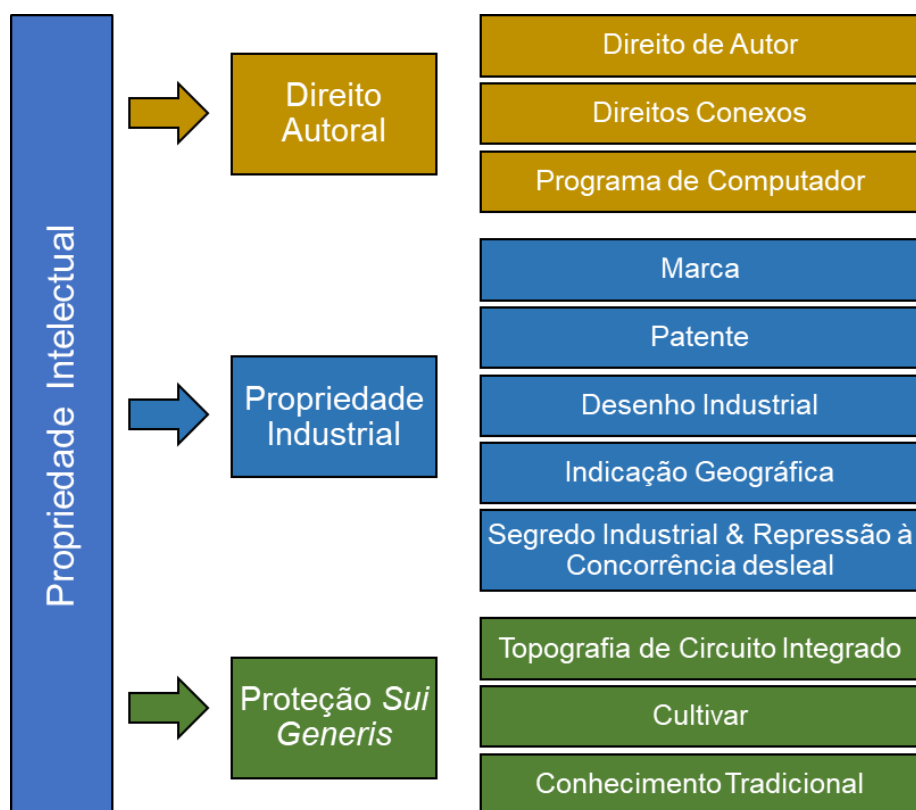 Propriedade Intelectual
Direito
Autoral
Direito de Autor
Direitos Conexos
Programa de Computador
Propriedade
Industrial
Marca
Patente
Desenho Industrial
Indicação Geográfica
Segredo Industrial & Repressão à
Concorrência desleal
Proteção Sui
Generis
Topografia de Circuito Integrado
Cultivar
Conhecimento Tradicional